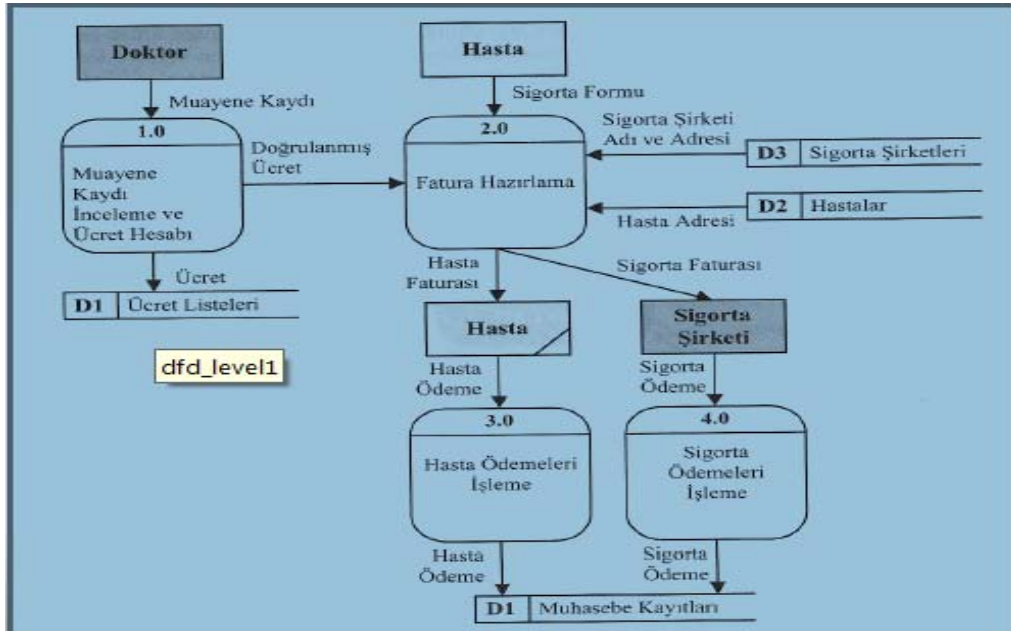 Doktor
Hasta
Muayene Kaydı
Sigorta Formu
1.0
Muayene
Kaydı
İnceleme ve
Ücret Hesabı
Doğrulanmış
Ücret
2.0
Fatura Hazırlama
Sigorta Şirketi
Adı ve Adresi
D3 Sigorta Şirketleri
D2 Hastalar
Hasta Adresi
Ücret
D1 Ücret Listeleri
Hasta
Faturası
Sigorta Faturası
Hasta
Sigorta
Şirketi
dfd_level1
Hasta
Ödeme
Sigorta
Ödeme
3.0
Hasta Ödemeleri
İşleme
4.0
Sigorta
Ödemeleri
İşleme
Hasta
Ödeme
Sigorta
Ödeme
D1 Muhasebe Kayıtları